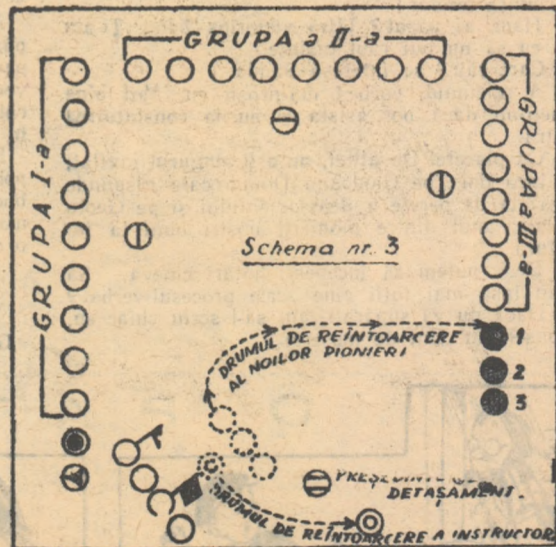 GRUPA a II-a
GRUPA I-a
GRUPA a III-a
Schema nr. 3
DRUMUL DE REÎNTOARCERE
AL NOILOR PIONIERI
1
2
3
DETAȘAMENT.
DRUMUL DE REÎNTOARCERE A INSTRUCTOR